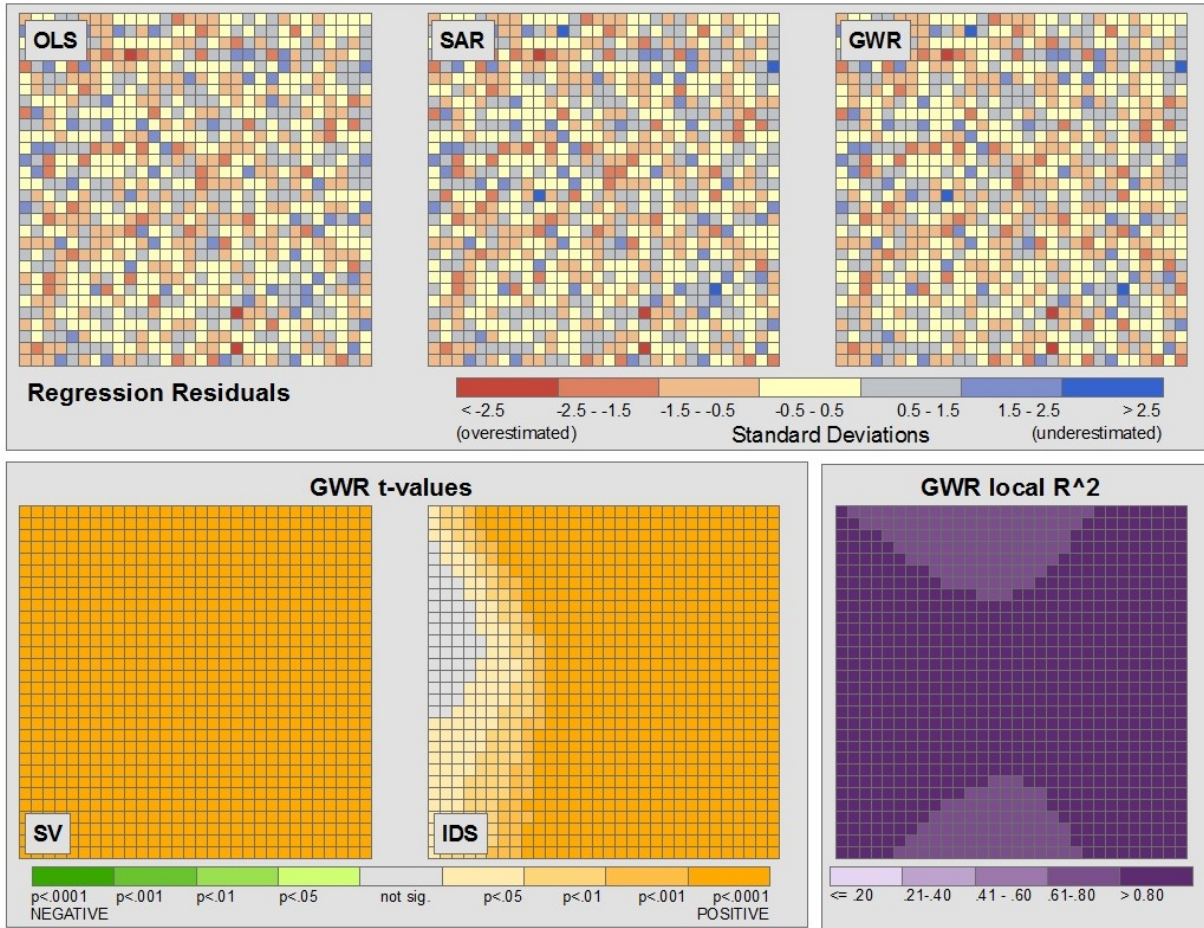 OLS
SAR
GWR
Regression Residuals
< -2.5 -2.5 - -1.5 -1.5 - -0.5 -0.5 - 0.5 0.5 - 1.5 1.5 - 2.5 > 2.5
(overestimated) Standard Deviations (underestimated)
GWR t-values
SV
IDS
p<.0001 p<.001 p<.01 p<.05 not sig. p<.05 p<.01 p<.001 p<.0001
NEGATIVE POSITIVE
GWR local R^2
<= .20 .21-.40 .41 - .60 .61-.80 > 0.80